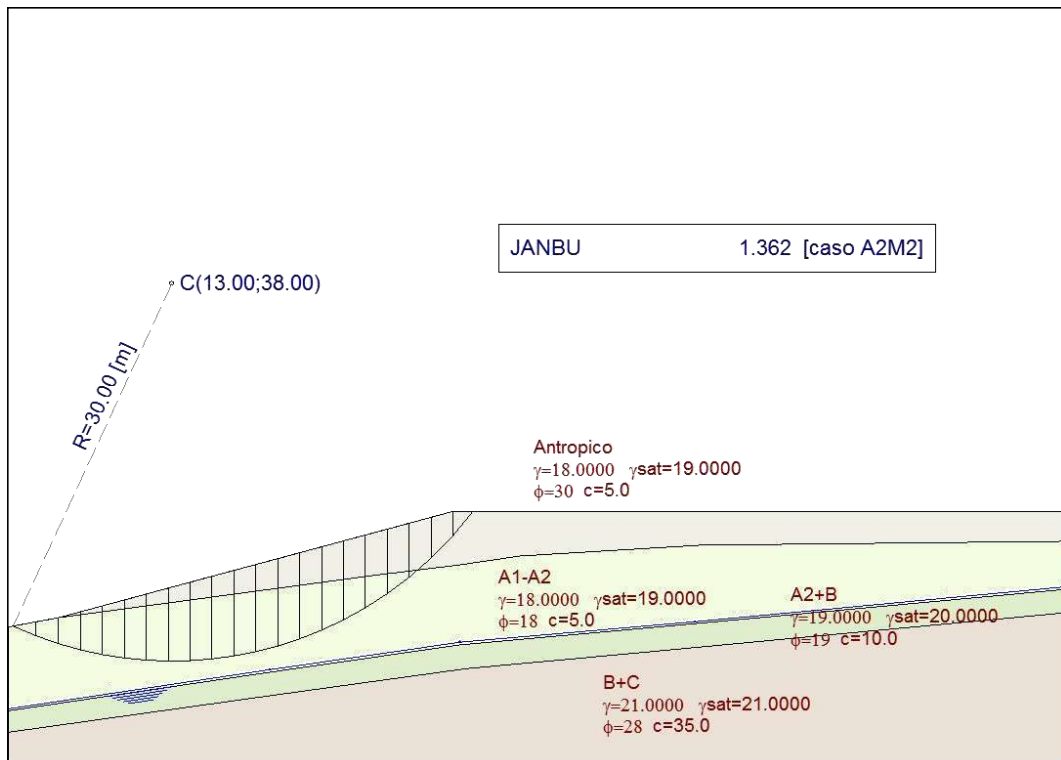 JANBU 1.362 [caso A2M2]
C(13.00;38.00)
R=30.00 [m]
Antropico
γ=18.0000 γsat=19.0000
ϕ=30 c=5.0
A1-A2
γ=18.0000 γsat=19.0000
ϕ=18 c=5.0
A2+B
γ=19.0000 γsat=20.0000
ϕ=19 c=10.0
B+C
γ=21.0000 γsat=21.0000
ϕ=28 c=35.0